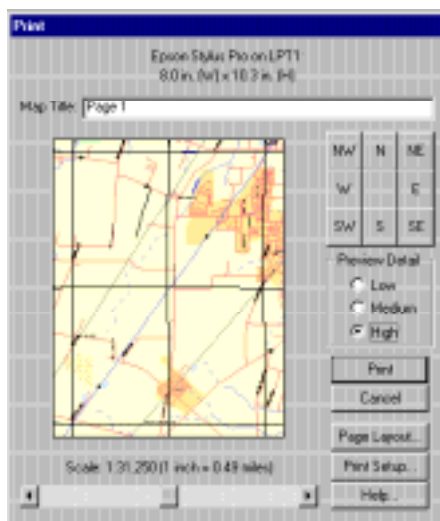 Print
Epson Stylus Pro on LPT1
8.0 in. (W) x 10.3 in. (H)
Map Title: Page 1
NW N NE
W E
SW S SE
Preview Detail
Low
Medium
High
Print
Cancel
Page Layout...
Print Setup...
Help...
Scale: 1:31,250 (1 inch = 0.49 miles)